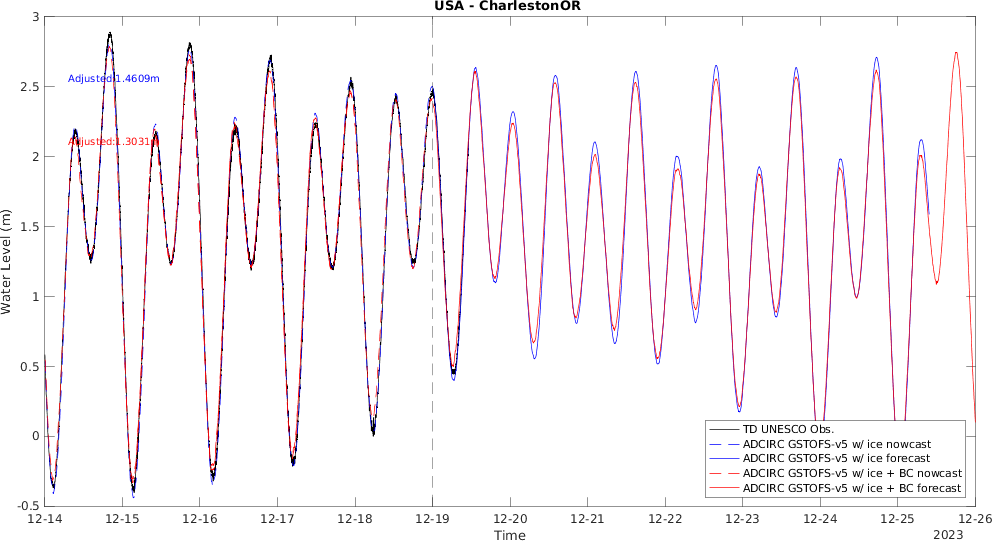 USA - CharlestonOR
3
2.5
2
1.5
1
0.5
0
-0.5
Water Level (m)
Adjusted:1.4609m
Adjusted:1.3031m
TD UNESCO Obs.
ADCIRC GSTOFS-v5 w/ ice nowcast
ADCIRC GSTOFS-v5 w/ ice forecast
ADCIRC GSTOFS-v5 w/ ice + BC nowcast
ADCIRC GSTOFS-v5 w/ ice + BC forecast
12-14 12-15 12-16 12-17 12-18 12-19 12-20 12-21 12-22 12-23 12-24 12-25 12-26
Time
2023